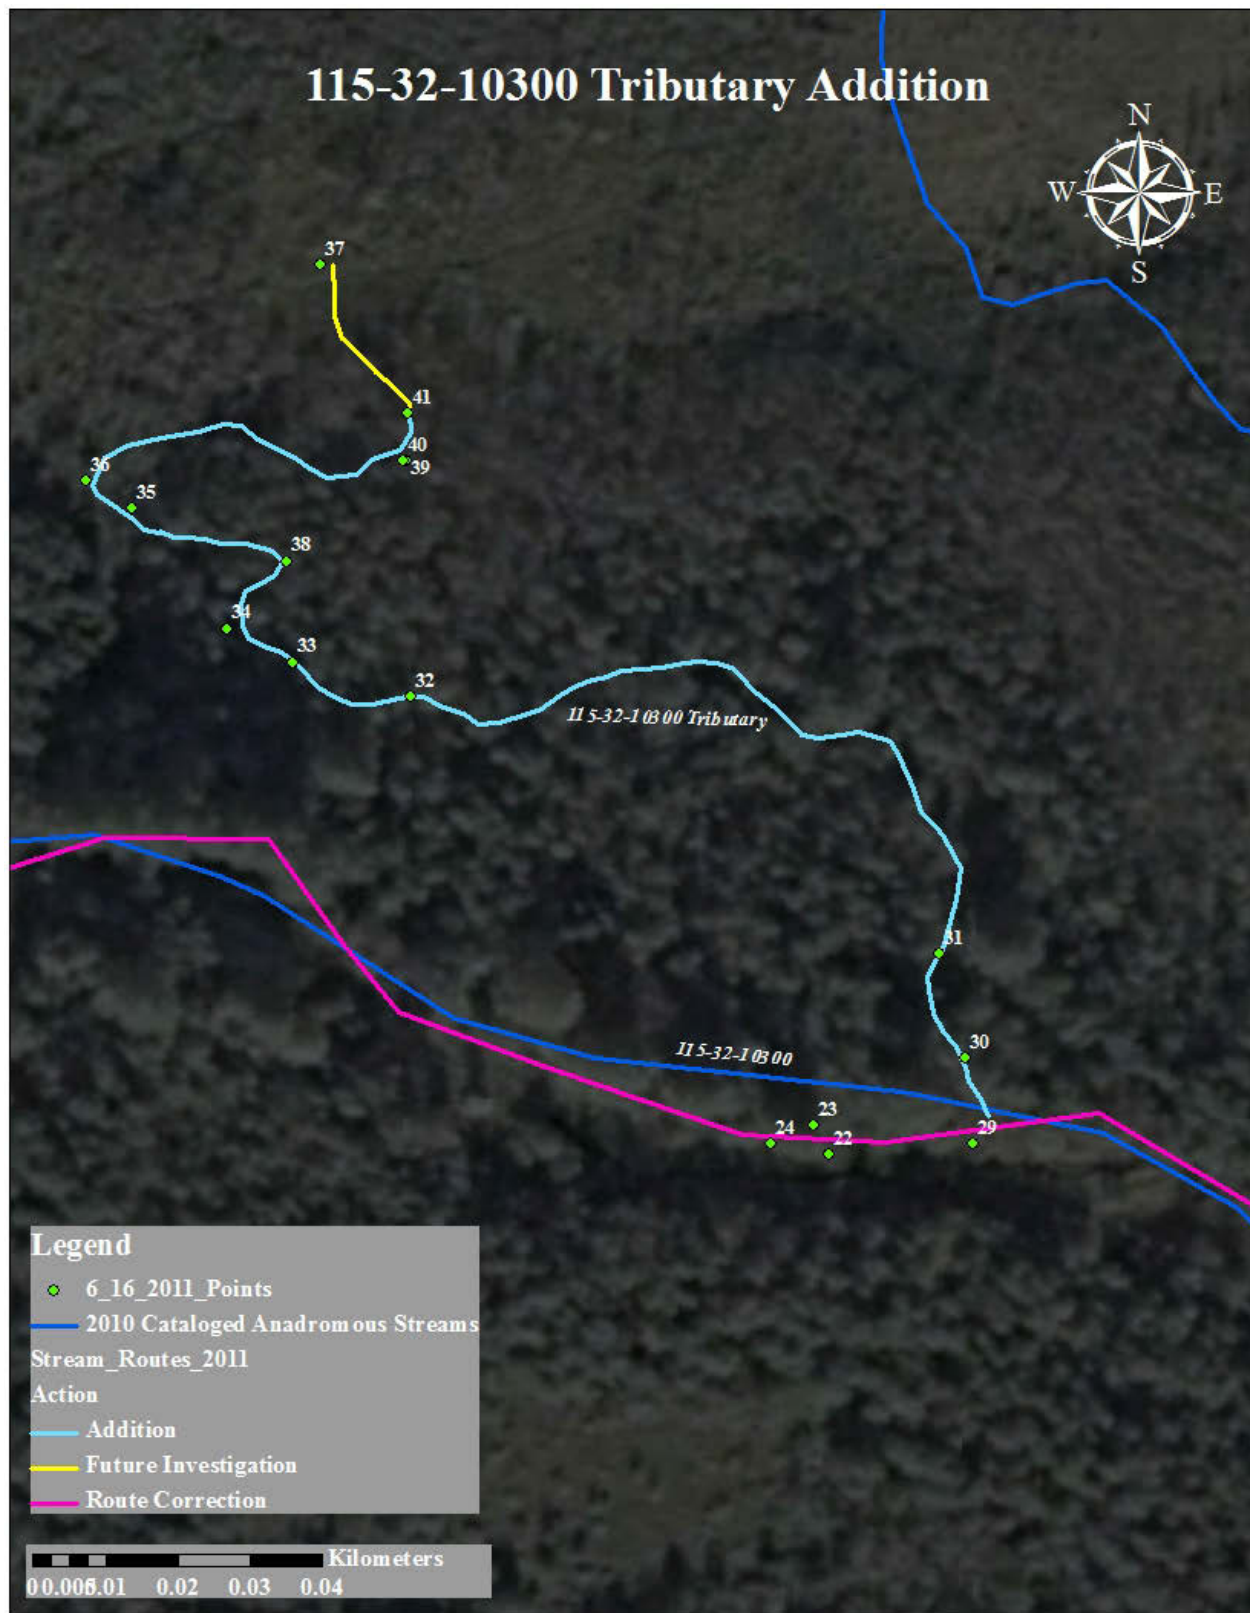 115-32-10300 Tributary Addition
N
W E
S
37
41
40
39
36
35
38
34
33
32
115-32-10300 Tributary
31
30
115-32-10300
23
24
22
29
Legend
6_16_2011_Points
2010 Cataloged Anadromous Streams
Stream_Routes_2011
Action
Addition
Future Investigation
Route Correction
Kilometers
0 0.005 0.01 0.02 0.03 0.04